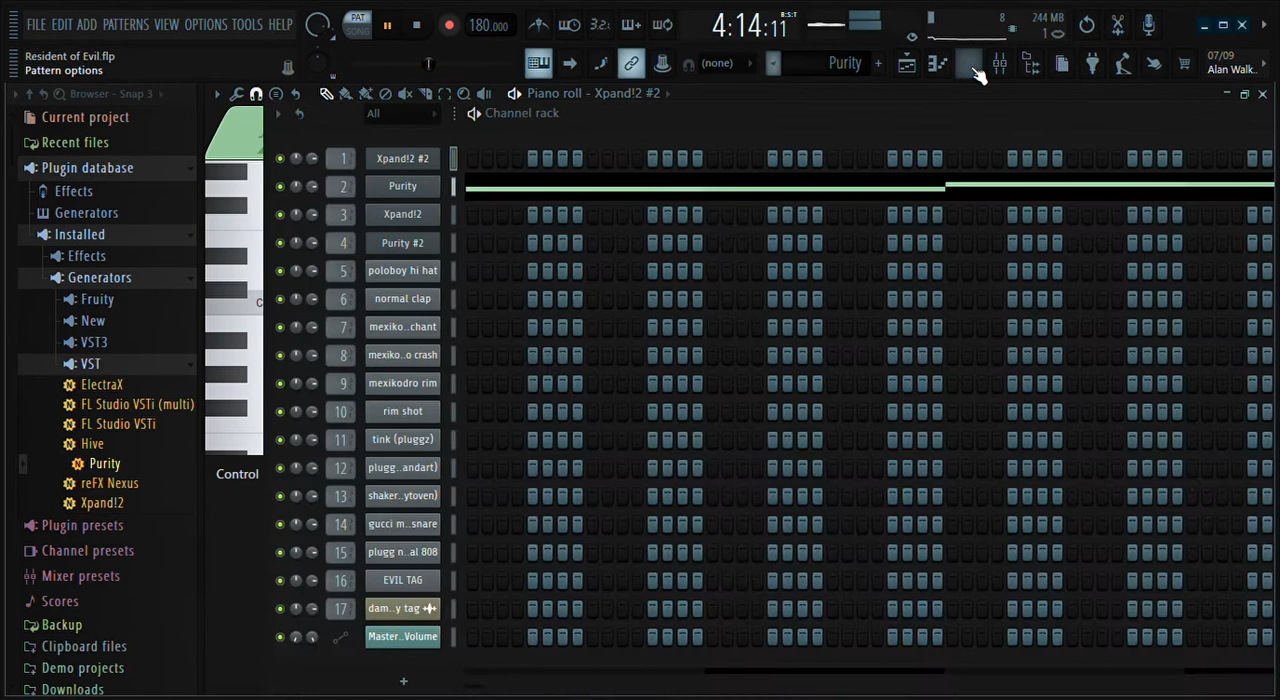 FILE EDIT ADD PATTERNS VIEW OPTIONS TOOLS HELP
PAT
SONG
180.000
3.2:
4:14:11
B:S:T
8
244 MB
1
Resident of Evil.flp
Pattern options
(none)
Purity
07/09
Alan Walk..
Browser - Snap 3
Piano roll - Xpand!2 #2
All
Channel rack
Current project
Recent files
Plugin database
Effects
Generators
Installed
Effects
Generators
Fruity
New
VST3
VST
ElectraX
FL Studio VSTi (multi)
FL Studio VSTi
Hive
Purity
reFX Nexus
Xpand!2
Plugin presets
Channel presets
Mixer presets
Scores
Backup
Clipboard files
Demo projects
Downloads
C
Control
1 Xpand!2 #2
2 Purity
3 Xpand!2
4 Purity #2
5 poloboy hi hat
6 normal clap
7 mexiko..chant
8 mexiko..o crash
9 mexikodro rim
10 rim shot
11 tink (pluggz)
12 plugg..andart)
13 shaker..ytoven)
14 gucci m..snare
15 plugg n..al 808
16 EVIL TAG
17 dam..y tag
Master..Volume